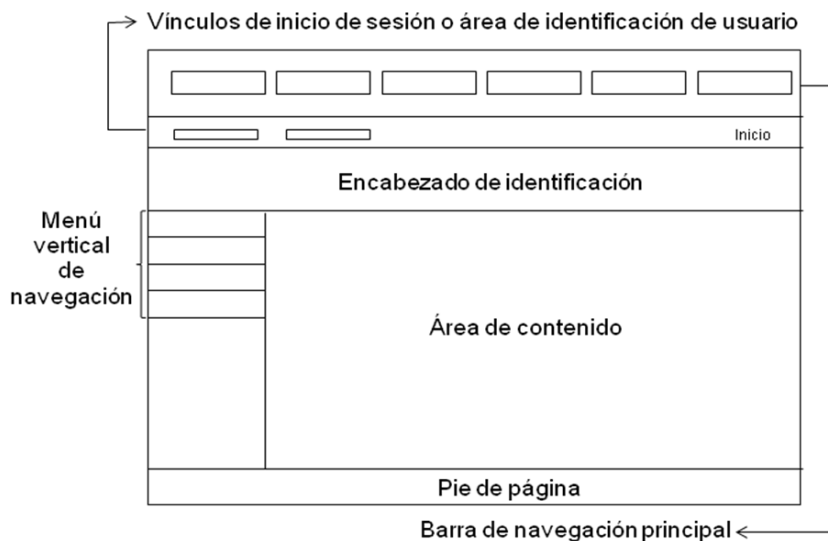 Vínculos de inicio de sesión o área de identificación de usuario
Inicio
Encabezado de identificación
Menú
vertical
de
navegación
Área de contenido
Pie de página
Barra de navegación principal